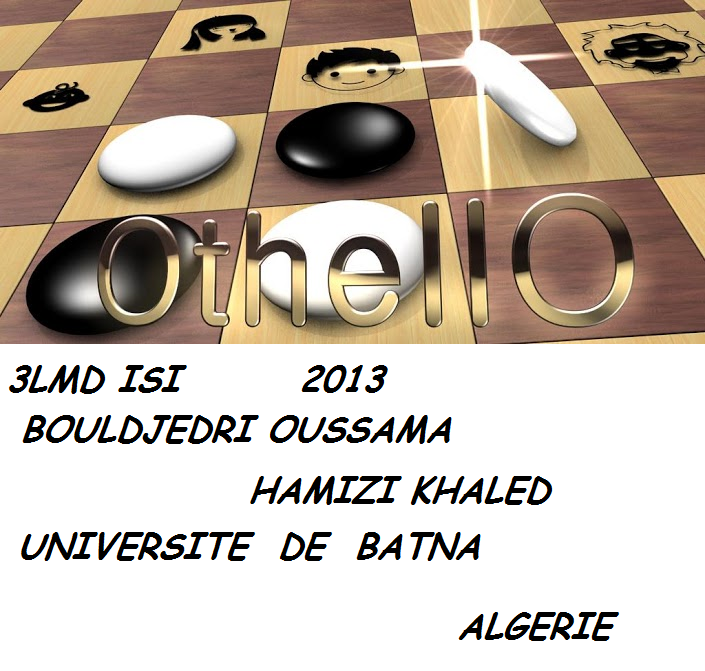 OthellO
3LMD ISI 2013
BOULDJEDRI OUSSAMA
HAMIZI KHALED
UNIVERSITE DE BATNA
ALGERIE